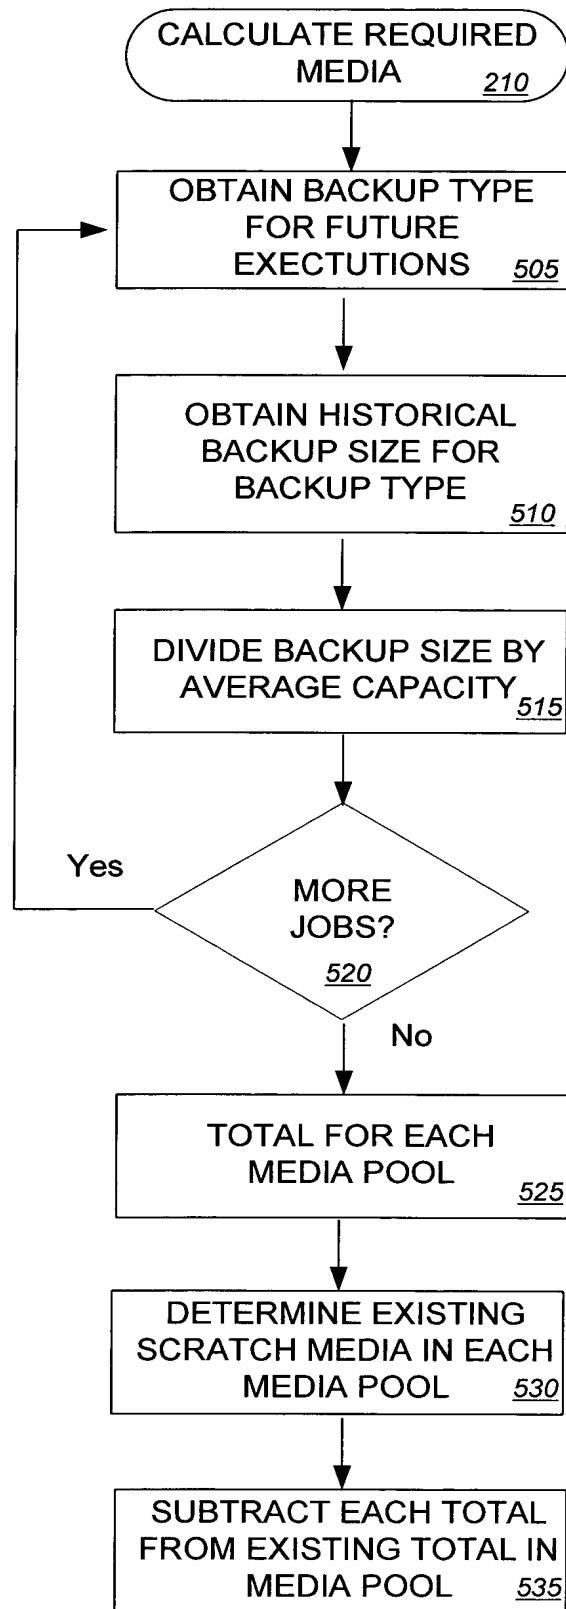 CALCULATE REQUIRED
MEDIA
210
OBTAIN BACKUP TYPE
FOR FUTURE
EXECTUTIONS
505
OBTAIN HISTORICAL
BACKUP SIZE FOR
BACKUP TYPE
510
DIVIDE BACKUP SIZE BY
AVERAGE CAPACITY
515
Yes
MORE
JOBS?
520
No
TOTAL FOR EACH
MEDIA POOL
525
DETERMINE EXISTING
SCRATCH MEDIA IN EACH
MEDIA POOL
530
SUBTRACT EACH TOTAL
FROM EXISTING TOTAL IN
MEDIA POOL
535